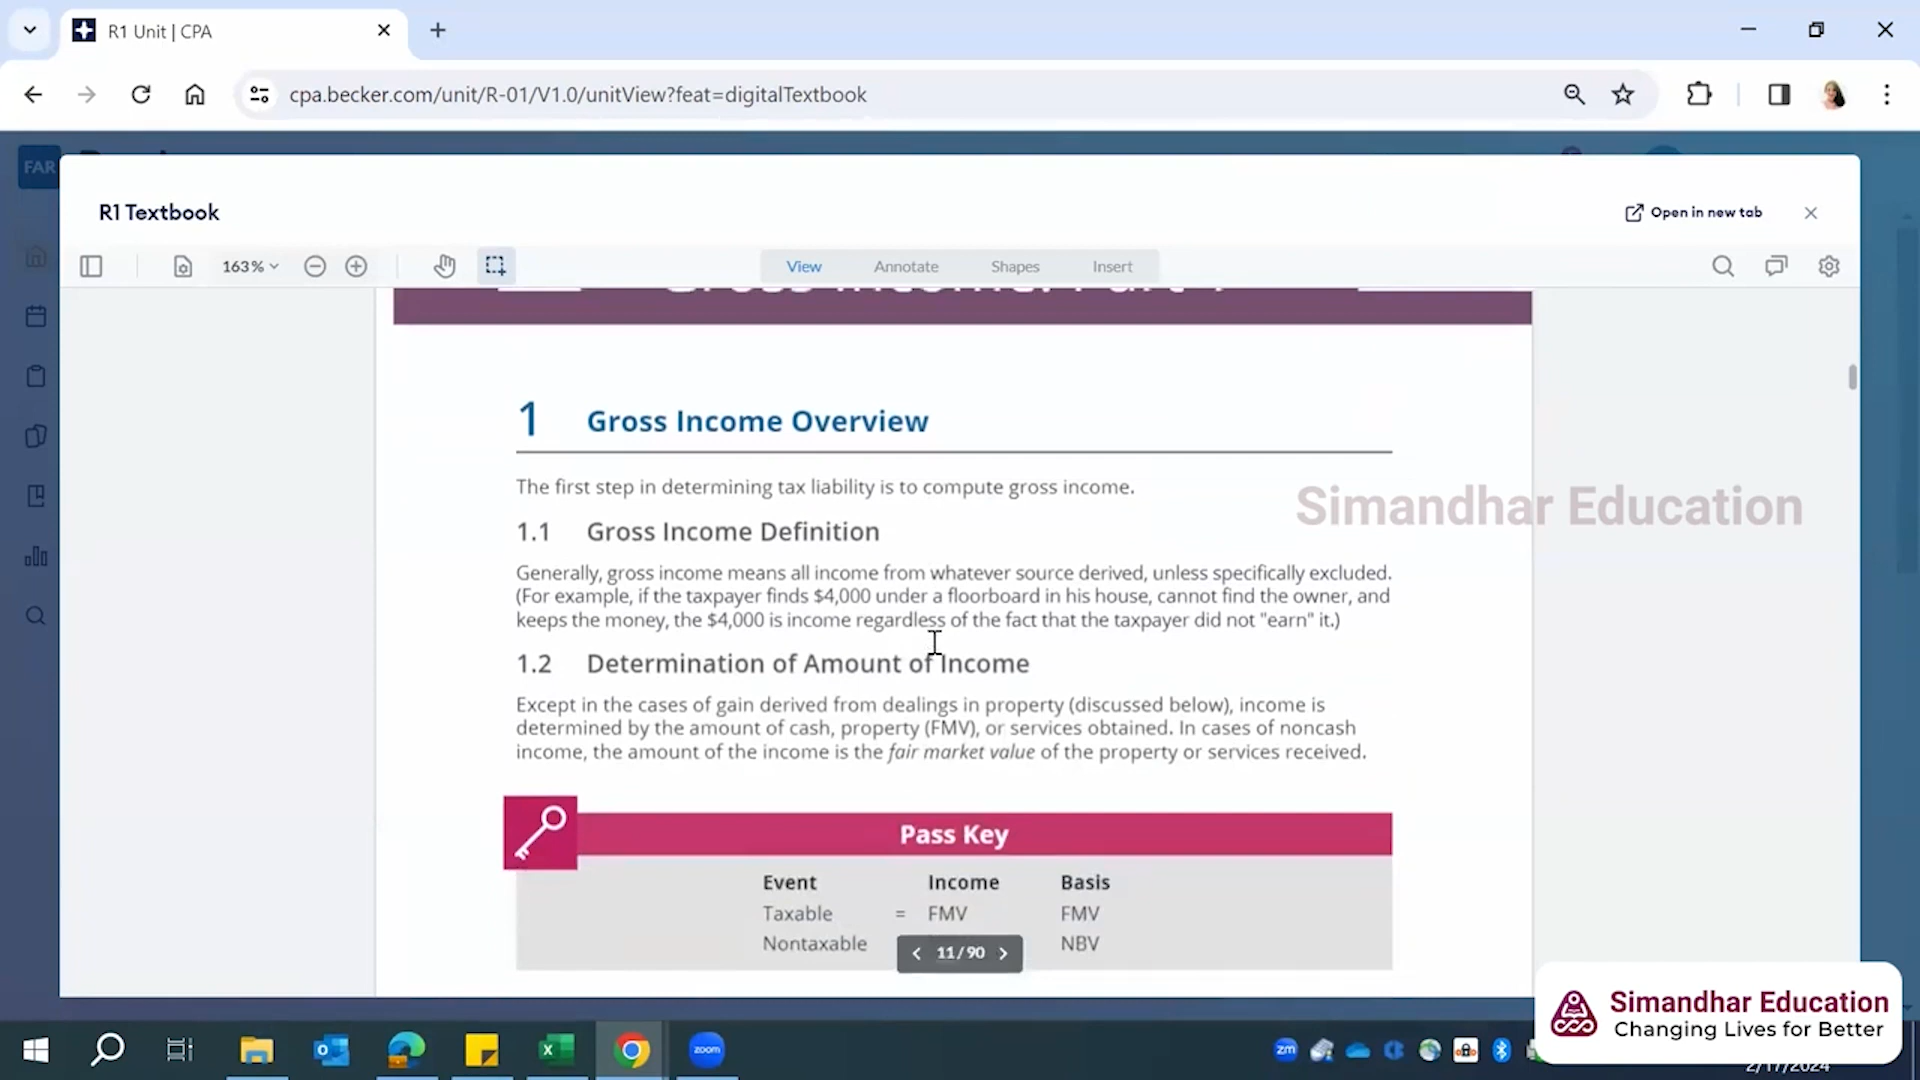 R1 Unit | CPA
cpa.becker.com/unit/R-01/V1.0/unitView?feat=digitalTextbook
FAR
R1 Textbook
Open in new tab
163%
View
Annotate
Shapes
Insert
1 Gross Income Overview
The first step in determining tax liability is to compute gross income.
Simandhar Education
1.1 Gross Income Definition
Generally, gross income means all income from whatever source derived, unless specifically excluded.
(For example, if the taxpayer finds $4,000 under a floorboard in his house, cannot find the owner, and
keeps the money, the $4,000 is income regardless of the fact that the taxpayer did not "earn" it.)
1.2 Determination of Amount of Income
Except in the cases of gain derived from dealings in property (discussed below), income is
determined by the amount of cash, property (FMV), or services obtained. In cases of noncash
income, the amount of the income is the fair market value of the property or services received.
Pass Key
Event Income Basis
Taxable = FMV FMV
Nontaxable NBV
11/90
Simandhar Education
Changing Lives for Better
zoom
zm
2/17/2024